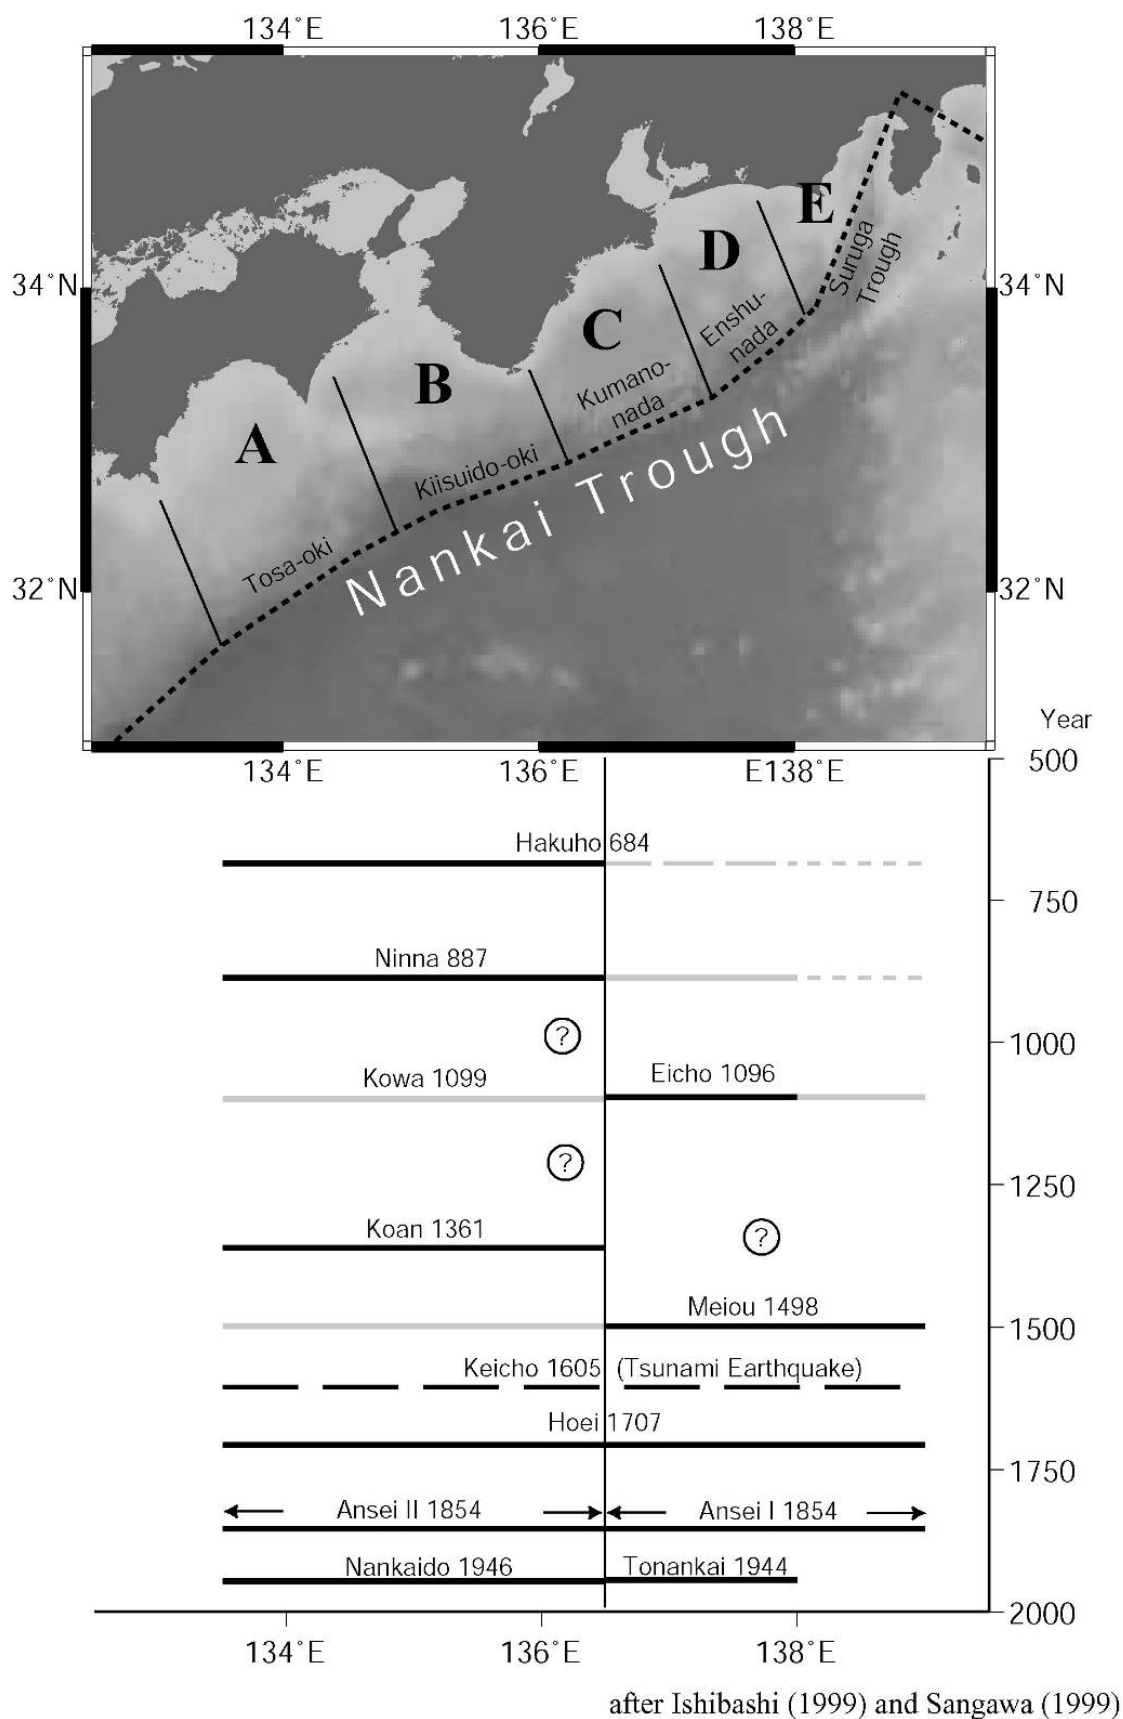 134°E 136°E 138°E
E
D
Suruga
Trough
34°N 34°N
C
Enshu-
nada
B
Kumano-
nada
A
Kiisuido-oki
Nankai Trough
Tosa-oki
32°N 32°N
Year
134°E 136°E E138°E
500
Hakuho 684
750
Ninna 887
?
1000
Kowa 1099 Eicho 1096
?
1250
Koan 1361
?
Meiou 1498
1500
Keicho 1605 (Tsunami Earthquake)
Hoei 1707
1750
Ansei II 1854 Ansei I 1854
Nankaido 1946 Tonankai 1944
2000
134°E 136°E 138°E
after Ishibashi (1999) and Sangawa (1999)